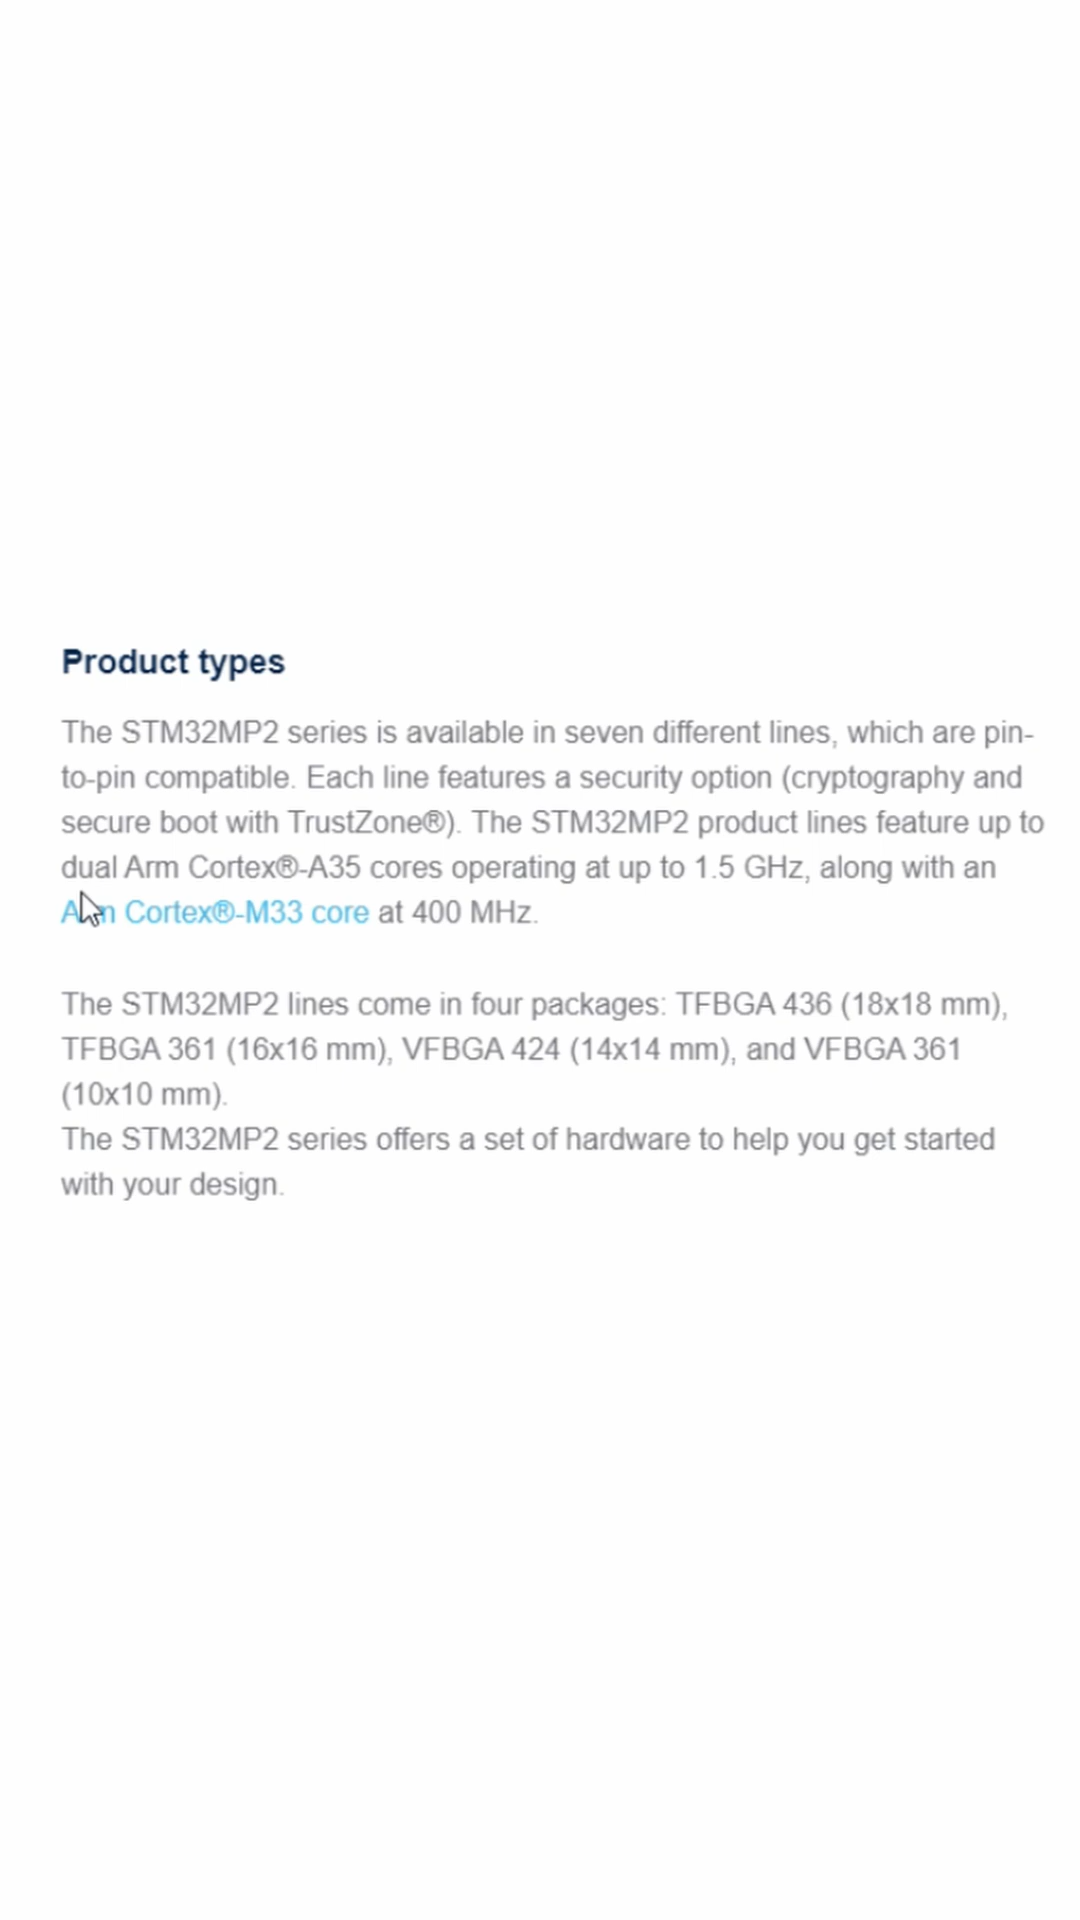 Product types
The STM32MP2 series is available in seven different lines, which are pin-
to-pin compatible. Each line features a security option (cryptography and
secure boot with TrustZone®). The STM32MP2 product lines feature up to
dual Arm Cortex®-A35 cores operating at up to 1.5 GHz, along with an
Arm Cortex®-M33 core at 400 MHz.
The STM32MP2 lines come in four packages: TFBGA 436 (18x18 mm),
TFBGA 361 (16x16 mm), VFBGA 424 (14x14 mm), and VFBGA 361
(10x10 mm).
The STM32MP2 series offers a set of hardware to help you get started
with your design.